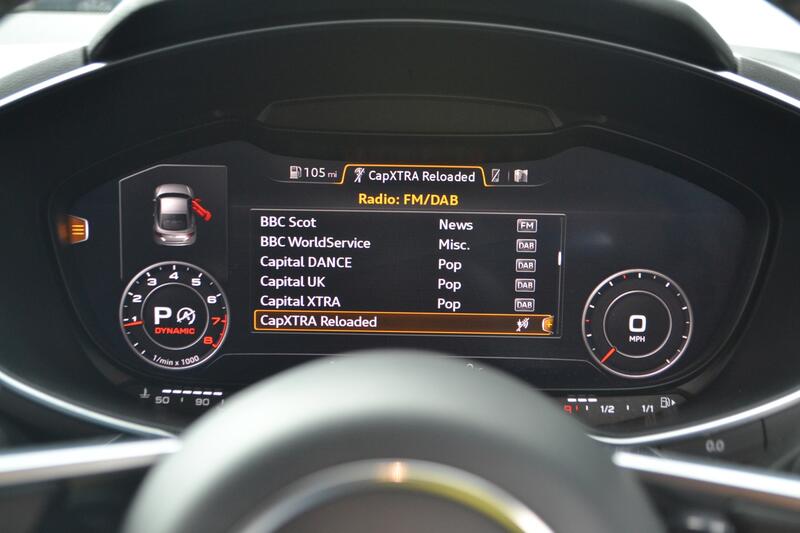 105 mi CapXTRA Reloaded
Radio: FM/DAB
BBC Scot News FM
BBC WorldService Misc. DAB
Capital DANCE Pop DAB
Capital UK Pop DAB
Capital XTRA Pop DAB
CapXTRA Reloaded
1 2 3 4 5 6 7 8
P
DYNAMIC
1/min x 1000
0
MPH
50 90
1/2 1/1
0.0